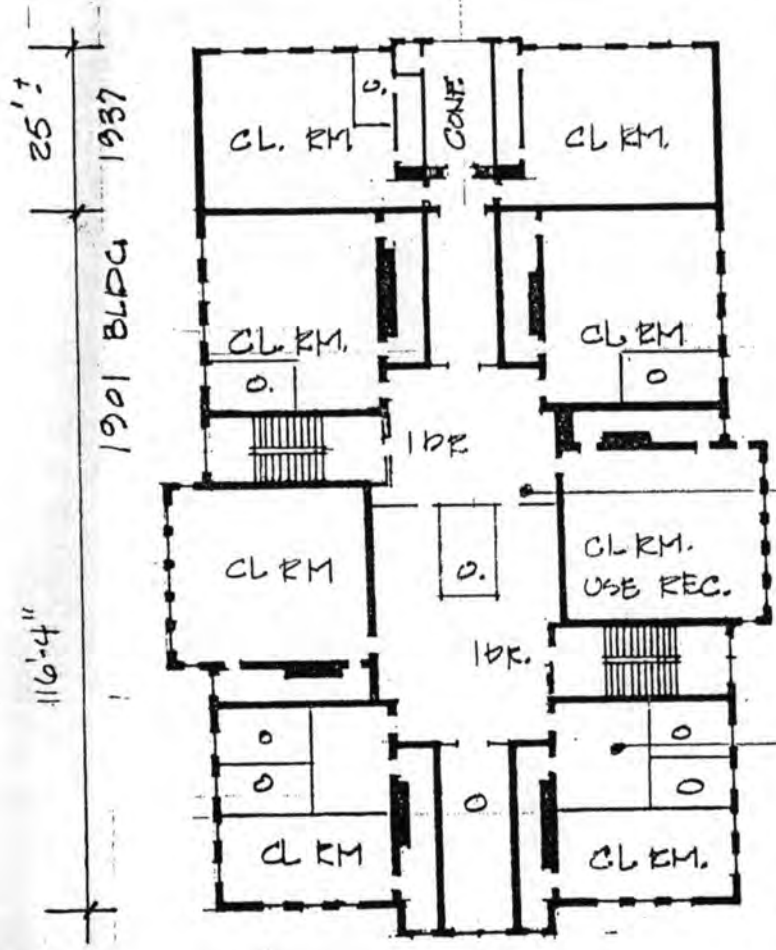 25'±
1937
1901 BLDG
116'-4"
CL. RM
O.
CONF.
CL RM.
CL. RM.
O.
CL RM
O
1 DR
CL RM
O.
CL RM.
USE REC.
1 DR.
O
O
CL RM
O
O
O
CL RM.